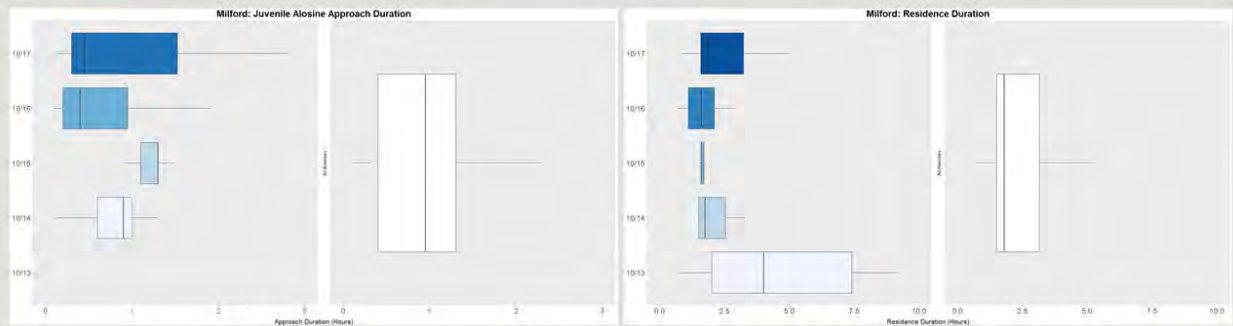 Milford: Juvenile Alosine Approach Duration
10/17
10/16
10/15
10/14
10/13
0 1 2 3
0 1 2 3
Approach Duration (Hours)
Milford: Residence Duration
10/17
10/16
10/15
10/14
10/13
0.0 2.5 5.0 7.5 10.0
0.0 2.5 5.0 7.5 10.0
Residence Duration (Hours)